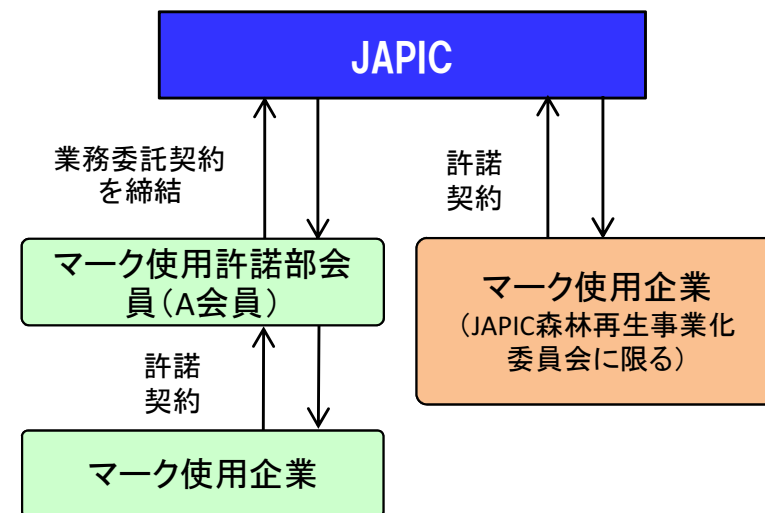 JAPIC
業務委託契約
を締結
許諾
契約
マーク使用許諾部会
員（A会員）
マーク使用企業
（JAPIC森林再生事業化
委員会に限る）
許諾
契約
マーク使用企業